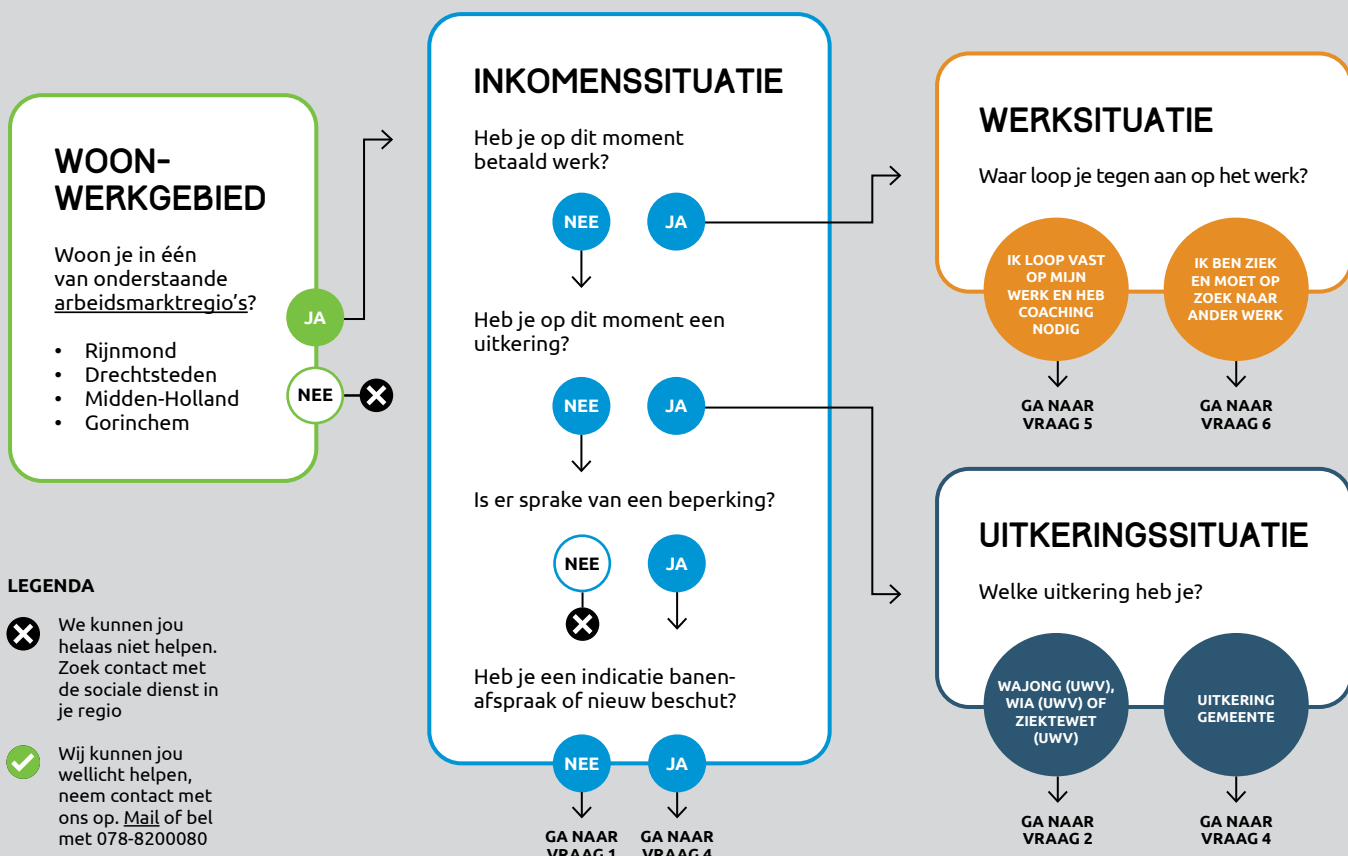 WOON-
WERKGEBIED
Woon je in één
van onderstaande
arbeidsmarktregio's?
• Rijnmond
• Drechtsteden
• Midden-Holland
• Gorinchem
JA
NEE
LEGENDA
We kunnen jou
helaas niet helpen.
Zoek contact met
de sociale dienst in
je regio
Wij kunnen jou
wellicht helpen,
neem contact met
ons op. Mail of bel
met 078-8200080
INKOMENSSITUATIE
Heb je op dit moment
betaald werk?
NEE
JA
Heb je op dit moment een
uitkering?
NEE
JA
Is er sprake van een beperking?
NEE
JA
Heb je een indicatie banen-
afspraak of nieuw beschut?
NEE
JA
GA NAAR
VRAAG 1
GA NAAR
VRAAG 4
WERKSITUATIE
Waar loop je tegen aan op het werk?
IK LOOP VAST
OP MIJN
WERK EN HEB
COACHING
NODIG
IK BEN ZIEK
EN MOET OP
ZOEK NAAR
ANDER WERK
GA NAAR
VRAAG 5
GA NAAR
VRAAG 6
UITKERINGSSITUATIE
Welke uitkering heb je?
WAJONG (UWV),
WIA (UWV) OF
ZIEKTEWET
(UWV)
UITKERING
GEMEENTE
GA NAAR
VRAAG 2
GA NAAR
VRAAG 4